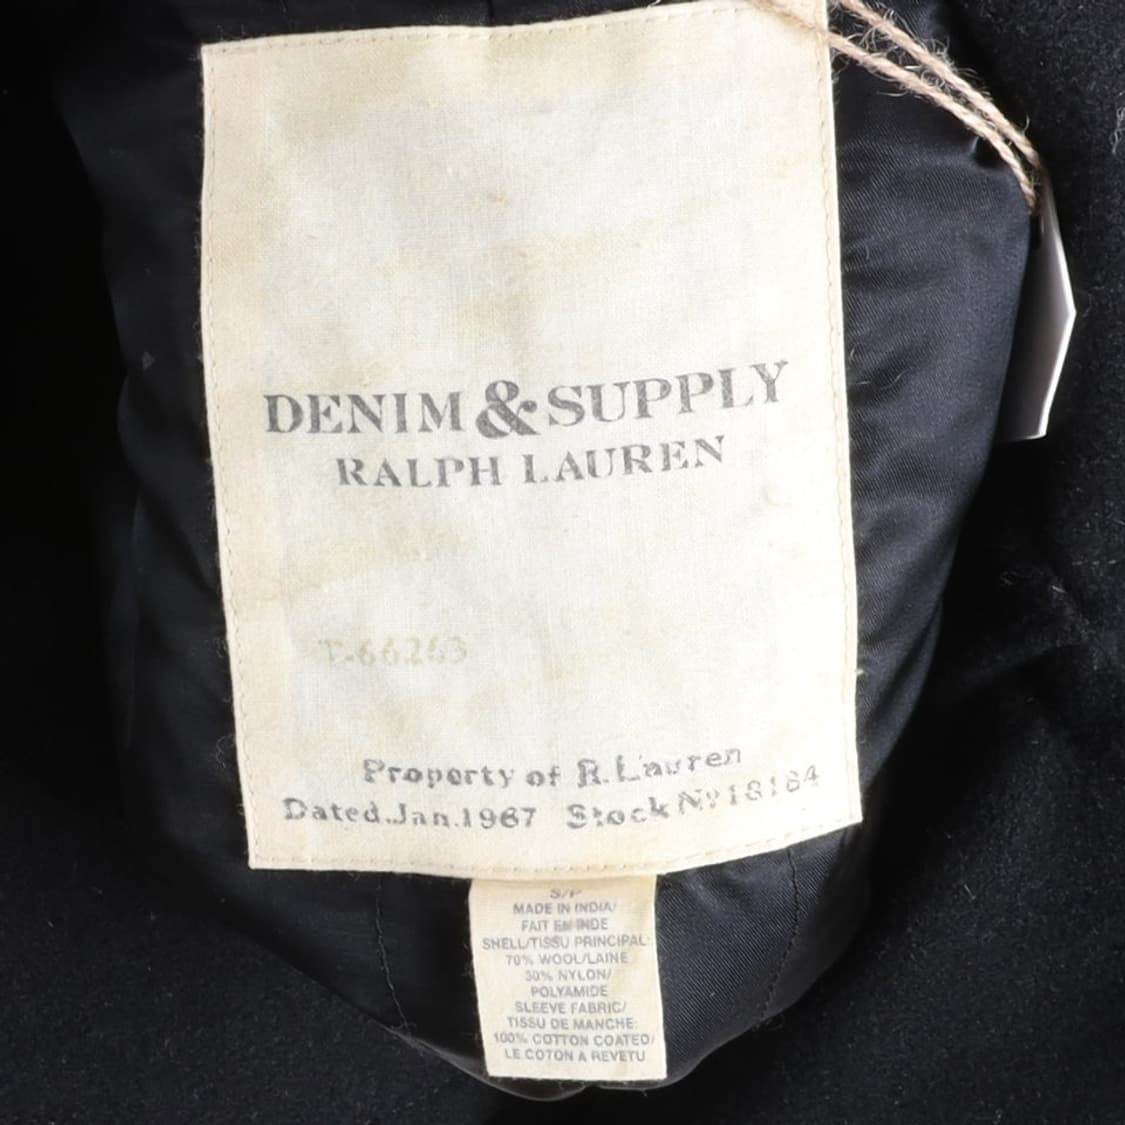 DENIM & SUPPLY
RALPH LAUREN
T-66263
Property of R. Lauren
Dated.Jan.1967 Stock Nº 18184
S/P
MADE IN INDIA/
FAIT EN INDE
SHELL/TISSU PRINCIPAL:
70% WOOL/LAINE
30% NYLON/
POLYAMIDE
SLEEVE FABRIC/
TISSU DE MANCHE:
100% COTTON COATED/
LE COTON A REVETU